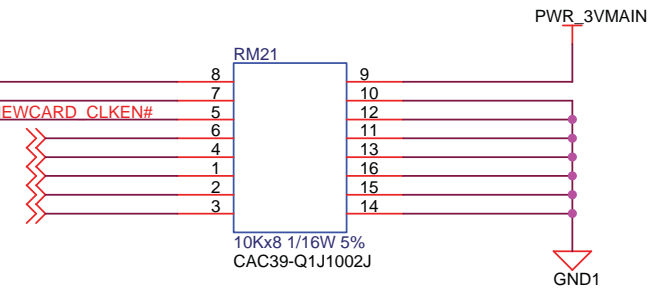 PWR_3VMAIN
RM21
8 9
7 10
EWCARD_CLKEN# 5 12
6 11
4 13
1 16
2 15
3 14
10Kx8 1/16W 5%
CAC39-Q1J1002J
GND1